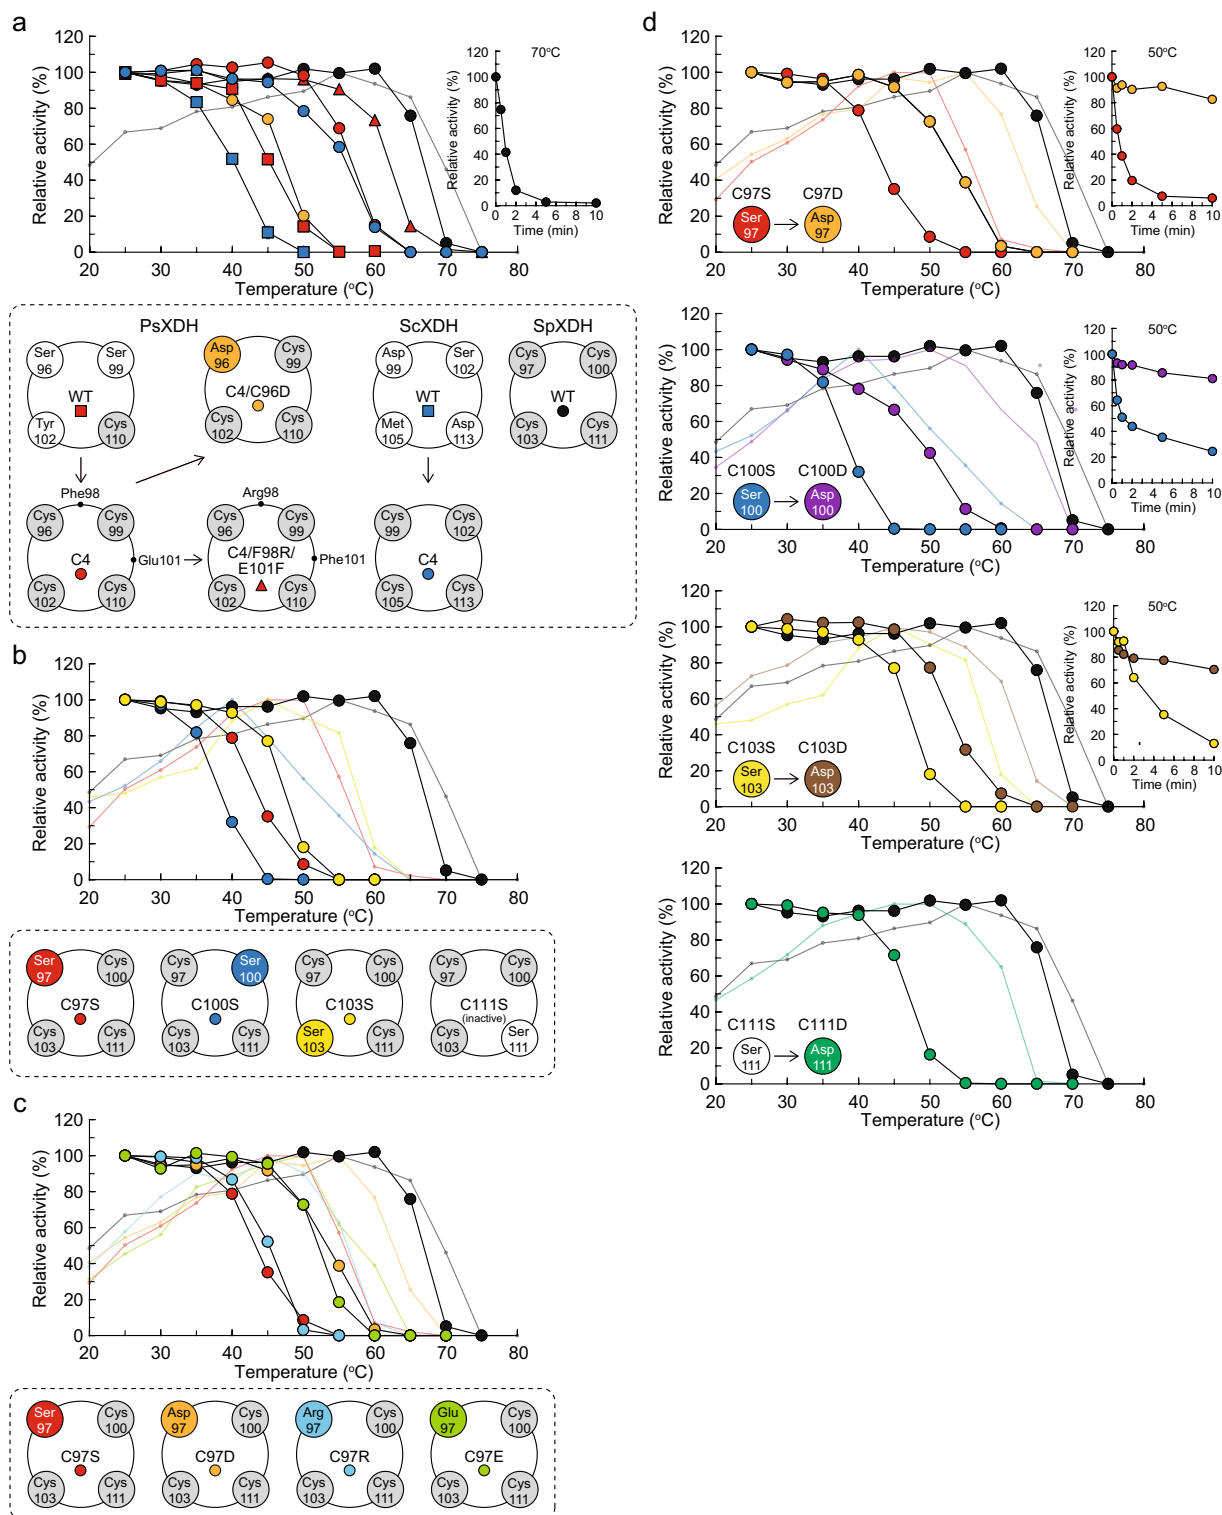 a
120
100
80
60
40
20
0
Relative activity (%)
20 30 40 50 60 70 80
Temperature (°C)
70°C
120
100
80
60
40
20
0
Relative activity (%)
0 2 4 6 8 10
Time (min)
PsXDH ScXDH SpXDH
Ser 96
Ser 99
WT
Tyr 102
Cys 110
Asp 96
Cys 99
C4/C96D
Cys 102
Cys 110
Asp 99
Ser 102
WT
Met 105
Asp 113
Cys 97
Cys 100
WT
Cys 103
Cys 111
Phe98
Cys 96
Cys 99
C4
Glu101
Cys 102
Cys 110
Arg98
Cys 96
Cys 99
C4/F98R/
E101F
Phe101
Cys 102
Cys 110
Cys 99
Cys 102
C4
Cys 105
Cys 113
b
120
100
80
60
40
20
0
Relative activity (%)
20 30 40 50 60 70 80
Temperature (°C)
Ser 97
Cys 100
C97S
Cys 103
Cys 111
Cys 97
Ser 100
C100S
Cys 103
Cys 111
Cys 97
Cys 100
C103S
Ser 103
Cys 111
Cys 97
Cys 100
C111S
(inactive)
Cys 103
Ser 111
c
120
100
80
60
40
20
0
Relative activity (%)
20 30 40 50 60 70 80
Temperature (°C)
Ser 97
Cys 100
C97S
Cys 103
Cys 111
Asp 97
Cys 100
C97D
Cys 103
Cys 111
Arg 97
Cys 100
C97R
Cys 103
Cys 111
Glu 97
Cys 100
C97E
Cys 103
Cys 111
d
120
100
80
60
40
20
0
Relative activity (%)
C97S C97D
Ser 97
Asp 97
20 30 40 50 60 70 80
Temperature (°C)
50°C
120
100
80
60
40
20
0
Relative activity (%)
0 2 4 6 8 10
Time (min)
120
100
80
60
40
20
0
Relative activity (%)
C100S C100D
Ser 100
Asp 100
20 30 40 50 60 70 80
Temperature (°C)
50°C
120
100
80
60
40
20
0
Relative activity (%)
0 2 4 6 8 10
Time (min)
120
100
80
60
40
20
0
Relative activity (%)
C103S C103D
Ser 103
Asp 103
20 30 40 50 60 70 80
Temperature (°C)
50°C
120
100
80
60
40
20
0
Relative activity (%)
0 2 4 6 8 10
Time (min)
120
100
80
60
40
20
0
Relative activity (%)
C111S C111D
Ser 111
Asp 111
20 30 40 50 60 70 80
Temperature (°C)